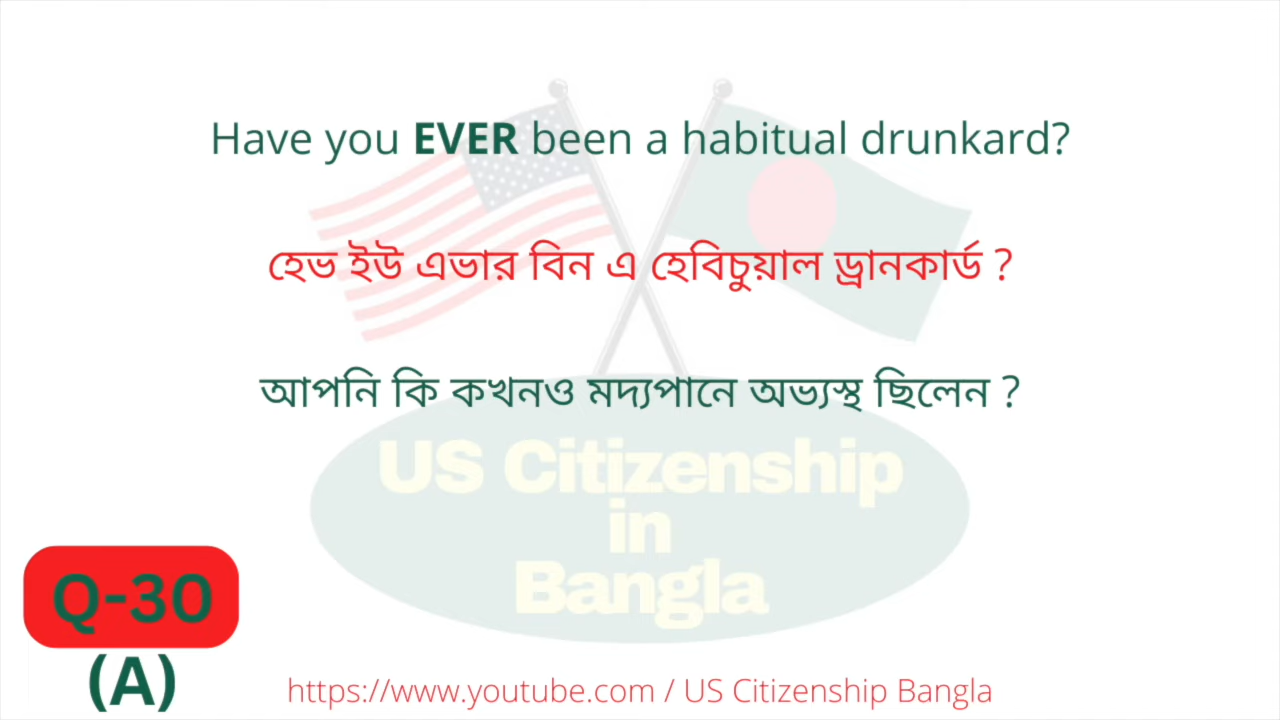 Have you EVER been a habitual drunkard?
হেভ ইউ এভার বিন এ হেবিচুয়াল ড্রানকার্ড ?
আপনি কি কখনও মদ্যপানে অভ্যস্থ ছিলেন ?
US Citizenship
in
Bangla
Q-30
(A)
https://www.youtube.com / US Citizenship Bangla